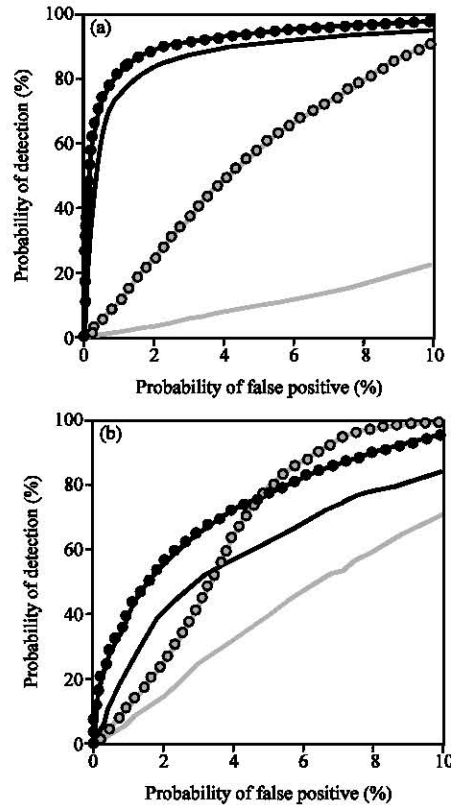 (a)
100
80
60
40
20
0
Probability of detection (%)
0 2 4 6 8 10
Probability of false positive (%)
(b)
100
80
60
40
20
0
Probability of detection (%)
0 2 4 6 8 10
Probability of false positive (%)